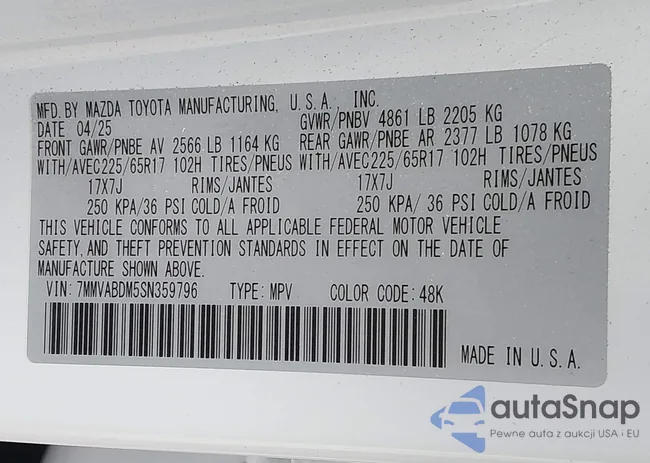 MFD. BY MAZDA TOYOTA MANUFACTURING, U.S.A., INC.
DATE 04/25 GVWR/PNBV 4861 LB 2205 KG
FRONT GAWR/PNBE AV 2566 LB 1164 KG REAR GAWR/PNBE AR 2377 LB 1078 KG
WITH/AVEC225/65R17 102H TIRES/PNEUS WITH/AVEC225/65R17 102H TIRES/PNEUS
17X7J RIMS/JANTES 17X7J RIMS/JANTES
250 KPA/36 PSI COLD/A FROID 250 KPA/36 PSI COLD/A FROID
THIS VEHICLE CONFORMS TO ALL APPLICABLE FEDERAL MOTOR VEHICLE
SAFETY, AND THEFT PREVENTION STANDARDS IN EFFECT ON THE DATE OF
MANUFACTURE SHOWN ABOVE.
VIN: 7MMVABDM5SN359796 TYPE: MPV COLOR CODE: 48K
MADE IN U.S.A.
autaSnap
Pewne auta z aukcji USA i EU